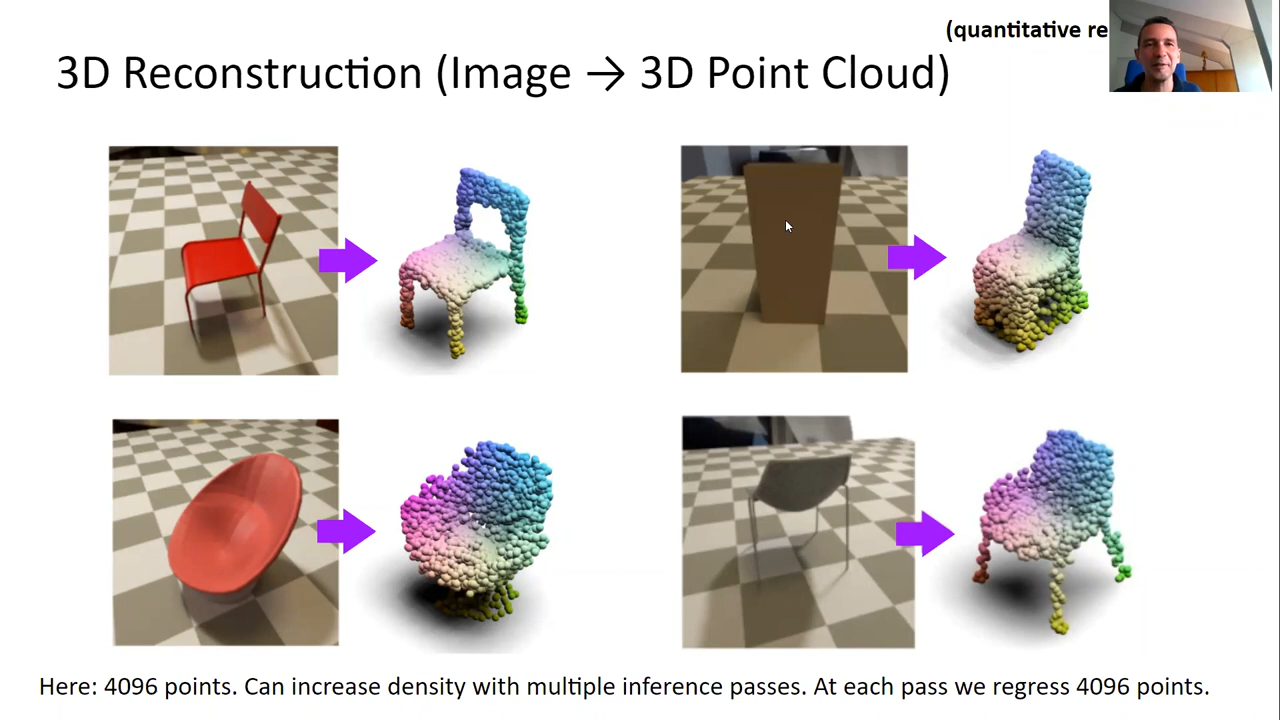 (quantitative re
3D Reconstruction (Image → 3D Point Cloud)
Here: 4096 points. Can increase density with multiple inference passes. At each pass we regress 4096 points.